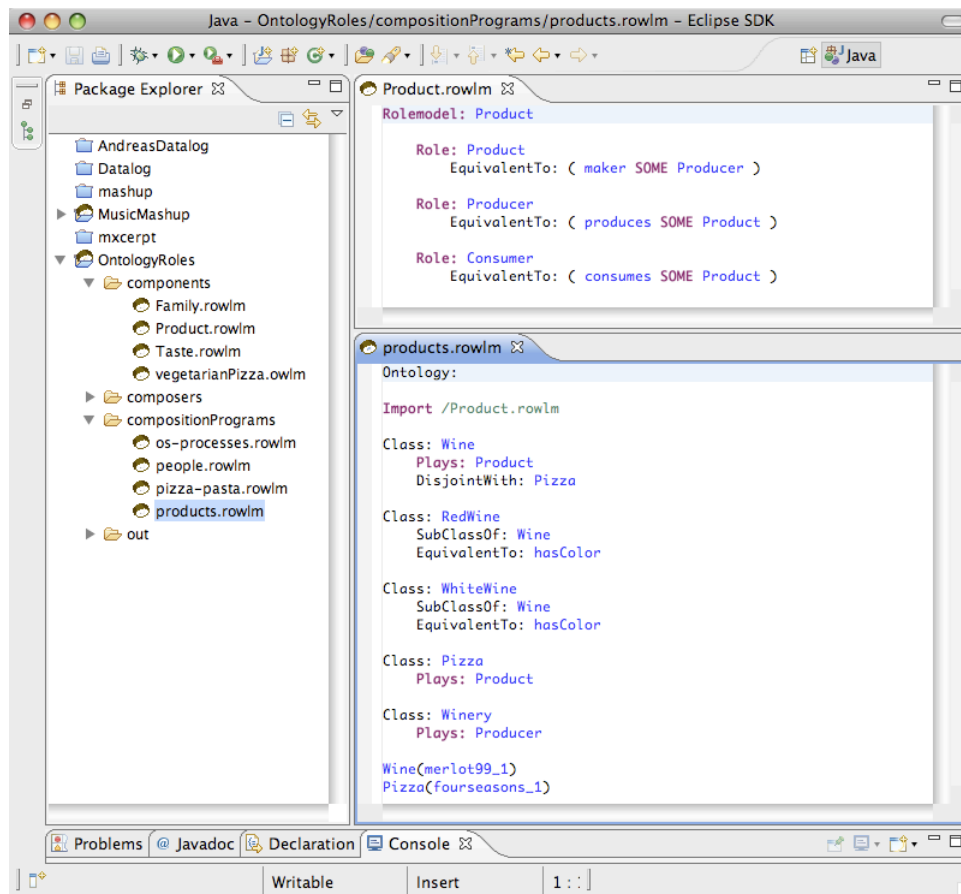 Java – OntologyRoles/compositionPrograms/products.rowlm – Eclipse SDK
Java
Package Explorer
AndreasDatalog
Datalog
mashup
MusicMashup
mxcerpt
OntologyRoles
components
Family.rowlm
Product.rowlm
Taste.rowlm
vegetarianPizza.owlm
composers
compositionPrograms
os-processes.rowlm
people.rowlm
pizza-pasta.rowlm
products.rowlm
out
Product.rowlm
Rolemodel: Product
Role: Product
EquivalentTo: ( maker SOME Producer )
Role: Producer
EquivalentTo: ( produces SOME Product )
Role: Consumer
EquivalentTo: ( consumes SOME Product )
products.rowlm
Ontology:
Import /Product.rowlm
Class: Wine
Plays: Product
DisjointWith: Pizza
Class: RedWine
SubClassOf: Wine
EquivalentTo: hasColor
Class: WhiteWine
SubClassOf: Wine
EquivalentTo: hasColor
Class: Pizza
Plays: Product
Class: Winery
Plays: Producer
Wine(merlot99_1)
Pizza(fourseasons_1)
Problems @ Javadoc Declaration Console
Writable Insert 1 :